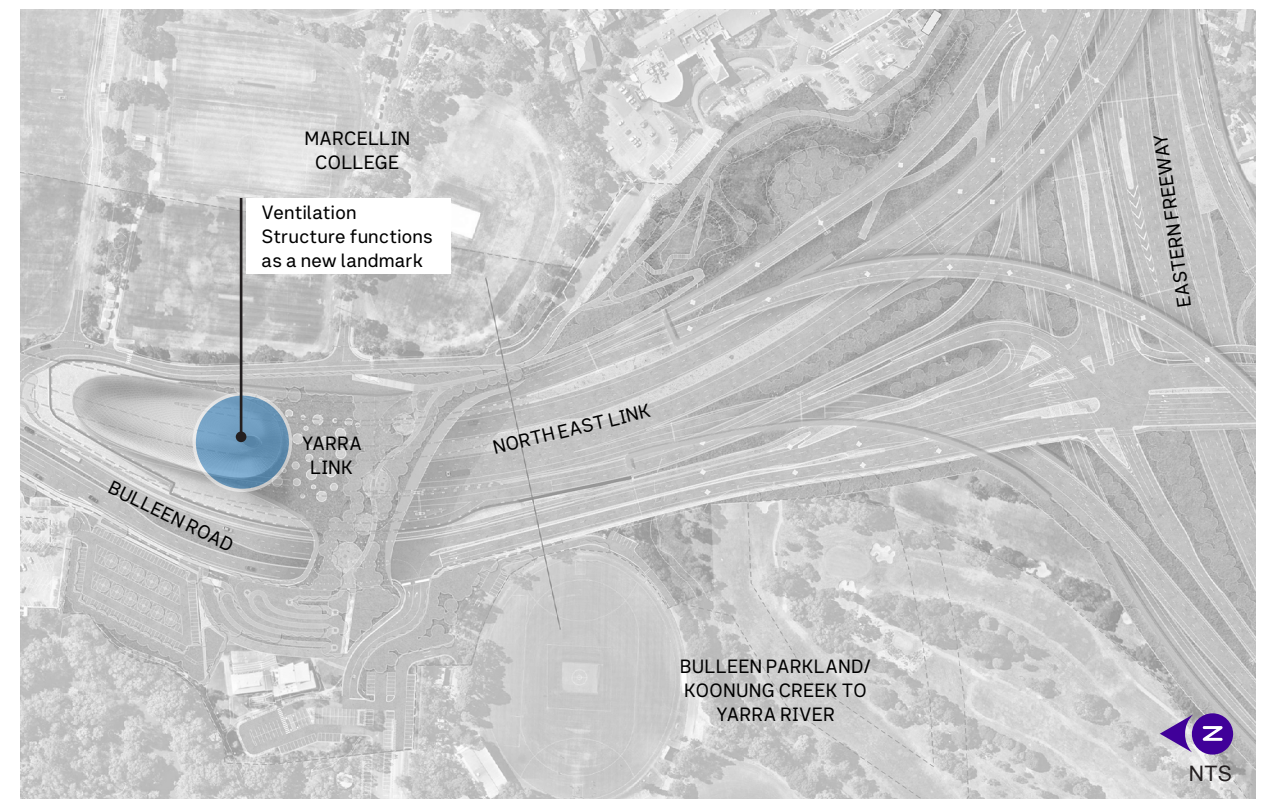 MARCELLIN
COLLEGE
Ventilation
Structure functions
as a new landmark
EASTERN FREEWAY
NORTH EAST LINK
YARRA
LINK
BULLEEN ROAD
BULLEEN PARKLAND/
KOONUNG CREEK TO
YARRA RIVER
N
NTS